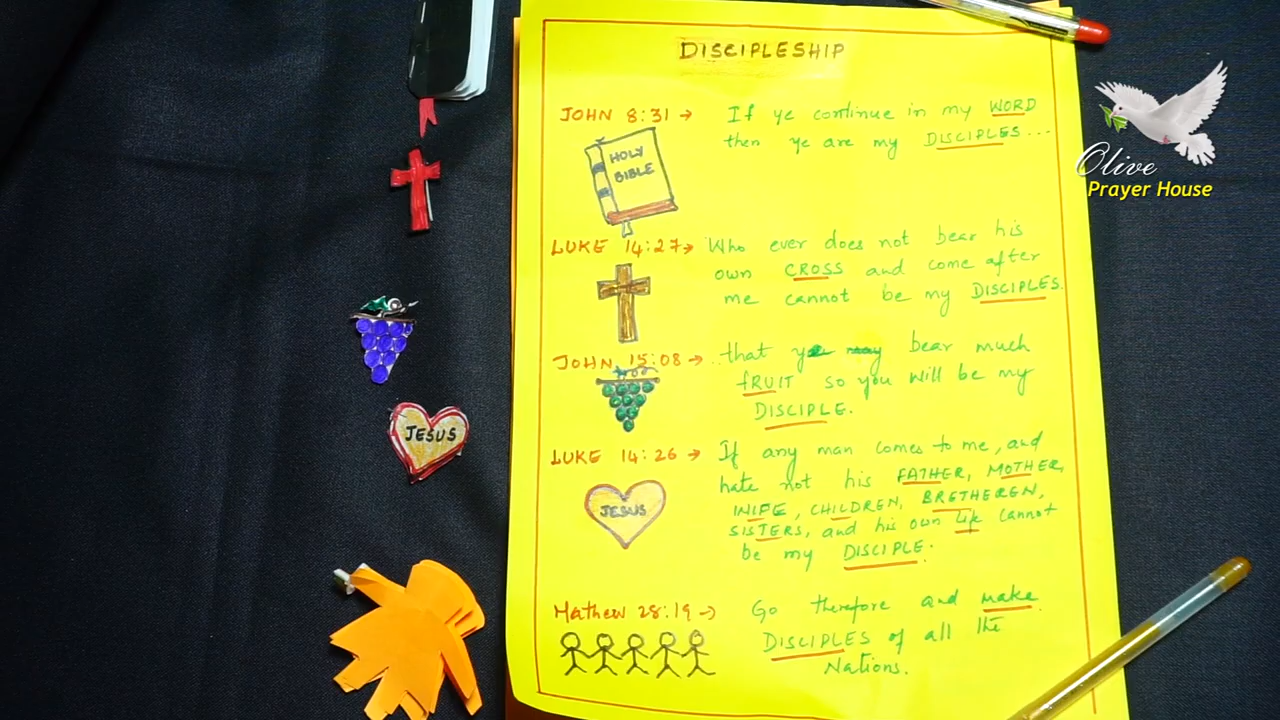 DISCIPLESHIP
JOHN 8:31 → If ye continue in my WORD
then ye are my DISCIPLES...
HOLY
BIBLE
LUKE 14:27→ Who ever does not bear his
own CROSS and come after
me cannot be my DISCIPLES.
JOHN 15:08 → ..that ye may bear much
fRUIT so you will be my
DISCIPLE.
LUKE 14:26 → If any man comes to me, and
hate not his FATHER, MOTHER,
WIFE, CHILDREN, BRETHEREN,
SISTERS, and his own life cannot
be my DISCIPLE.
JESUS
Mathew 28:19 → Go therefore and make
DISCIPLES of all the
Nations.
JESUS
Olive
Prayer House